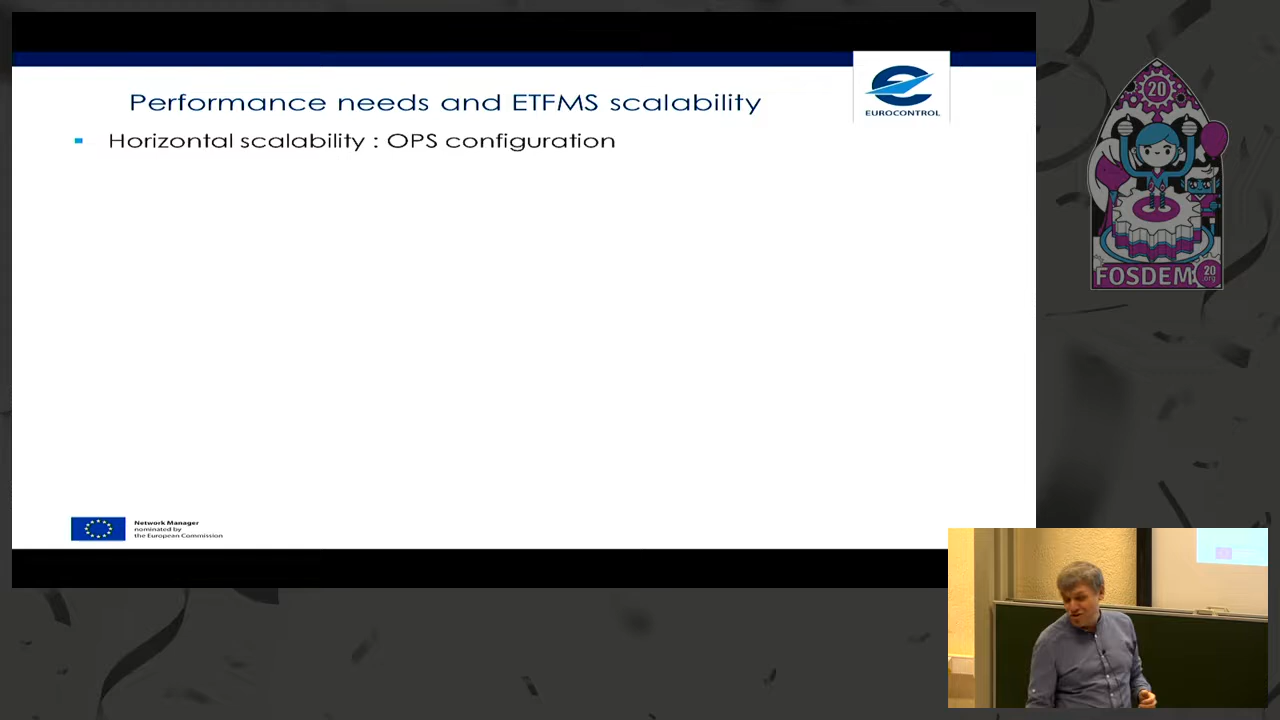 Performance needs and ETFMS scalability
EUROCONTROL
Horizontal scalability : OPS configuration
Network Manager
nominated by
the European Commission
20
FOSDEM 20
.org